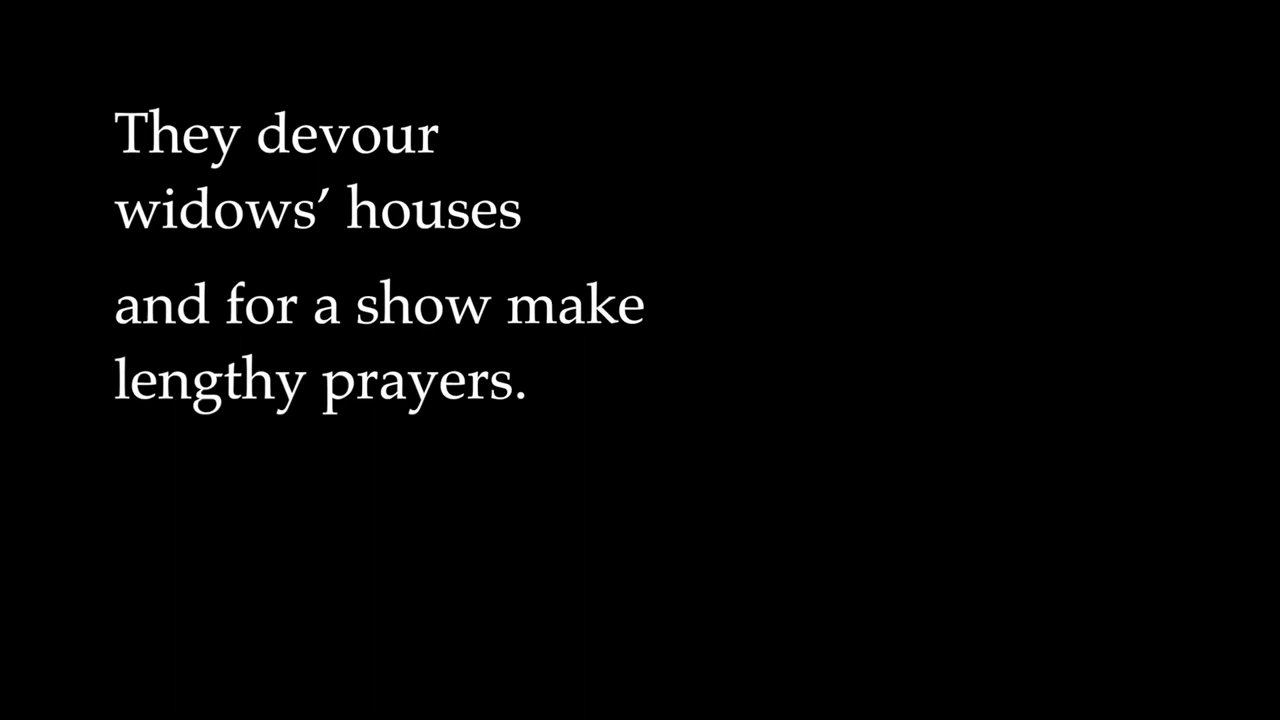 They devour
widows’ houses
and for a show make
lengthy prayers.